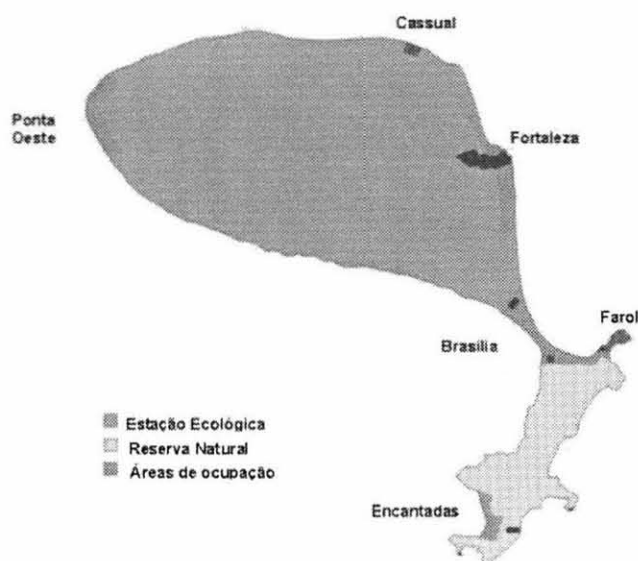 Cassual
Ponta
Oeste
Fortaleza
Farol
Brasília
Estação Ecológica
Reserva Natural
Áreas de ocupação
Encantadas